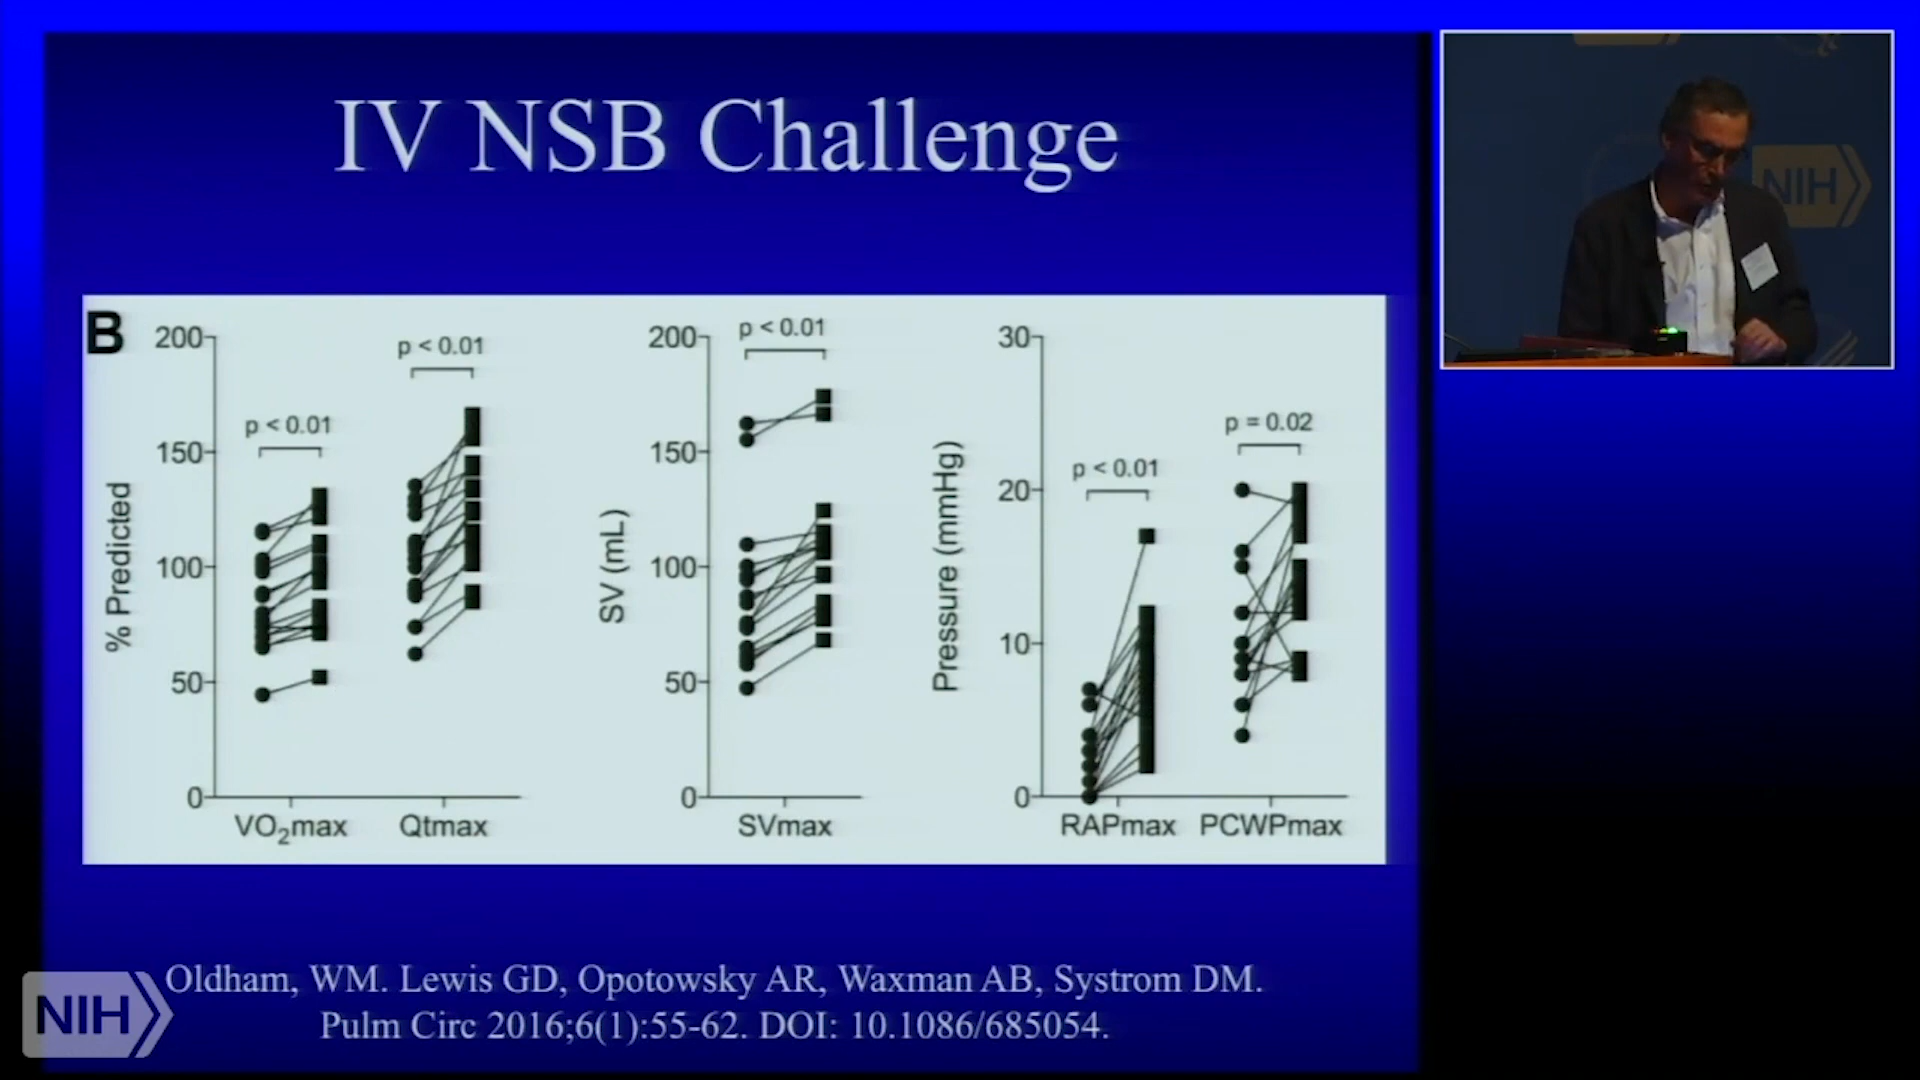 IV NSB Challenge
B
200
150
100
50
0
% Predicted
p < 0.01
p < 0.01
VO2max
Qtmax
200
150
100
50
0
SV (mL)
p < 0.01
SVmax
30
20
10
0
Pressure (mmHg)
p < 0.01
p = 0.02
RAPmax
PCWPmax
Oldham, WM. Lewis GD, Opotowsky AR, Waxman AB, Systrom DM.
Pulm Circ 2016;6(1):55-62. DOI: 10.1086/685054.
NIH
NIH